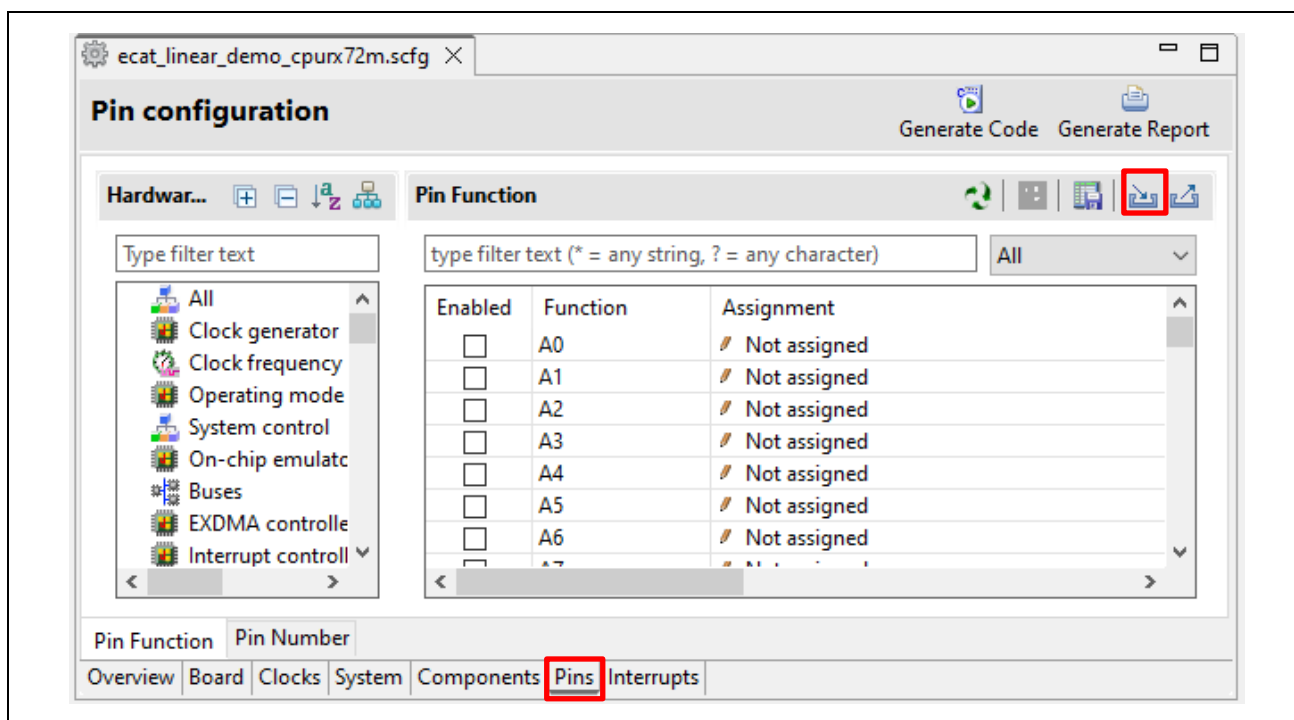 ecat_linear_demo_cpurx72m.scfg
Pin configuration
Generate Code Generate Report
Hardwar...
Pin Function
Type filter text
type filter text (* = any string, ? = any character)
All
All
Clock generator
Clock frequency
Operating mode
System control
On-chip emulatc
Buses
EXDMA controlle
Interrupt controll
Enabled Function Assignment
A0 Not assigned
A1 Not assigned
A2 Not assigned
A3 Not assigned
A4 Not assigned
A5 Not assigned
A6 Not assigned
Pin Function Pin Number
Overview Board Clocks System Components Pins Interrupts